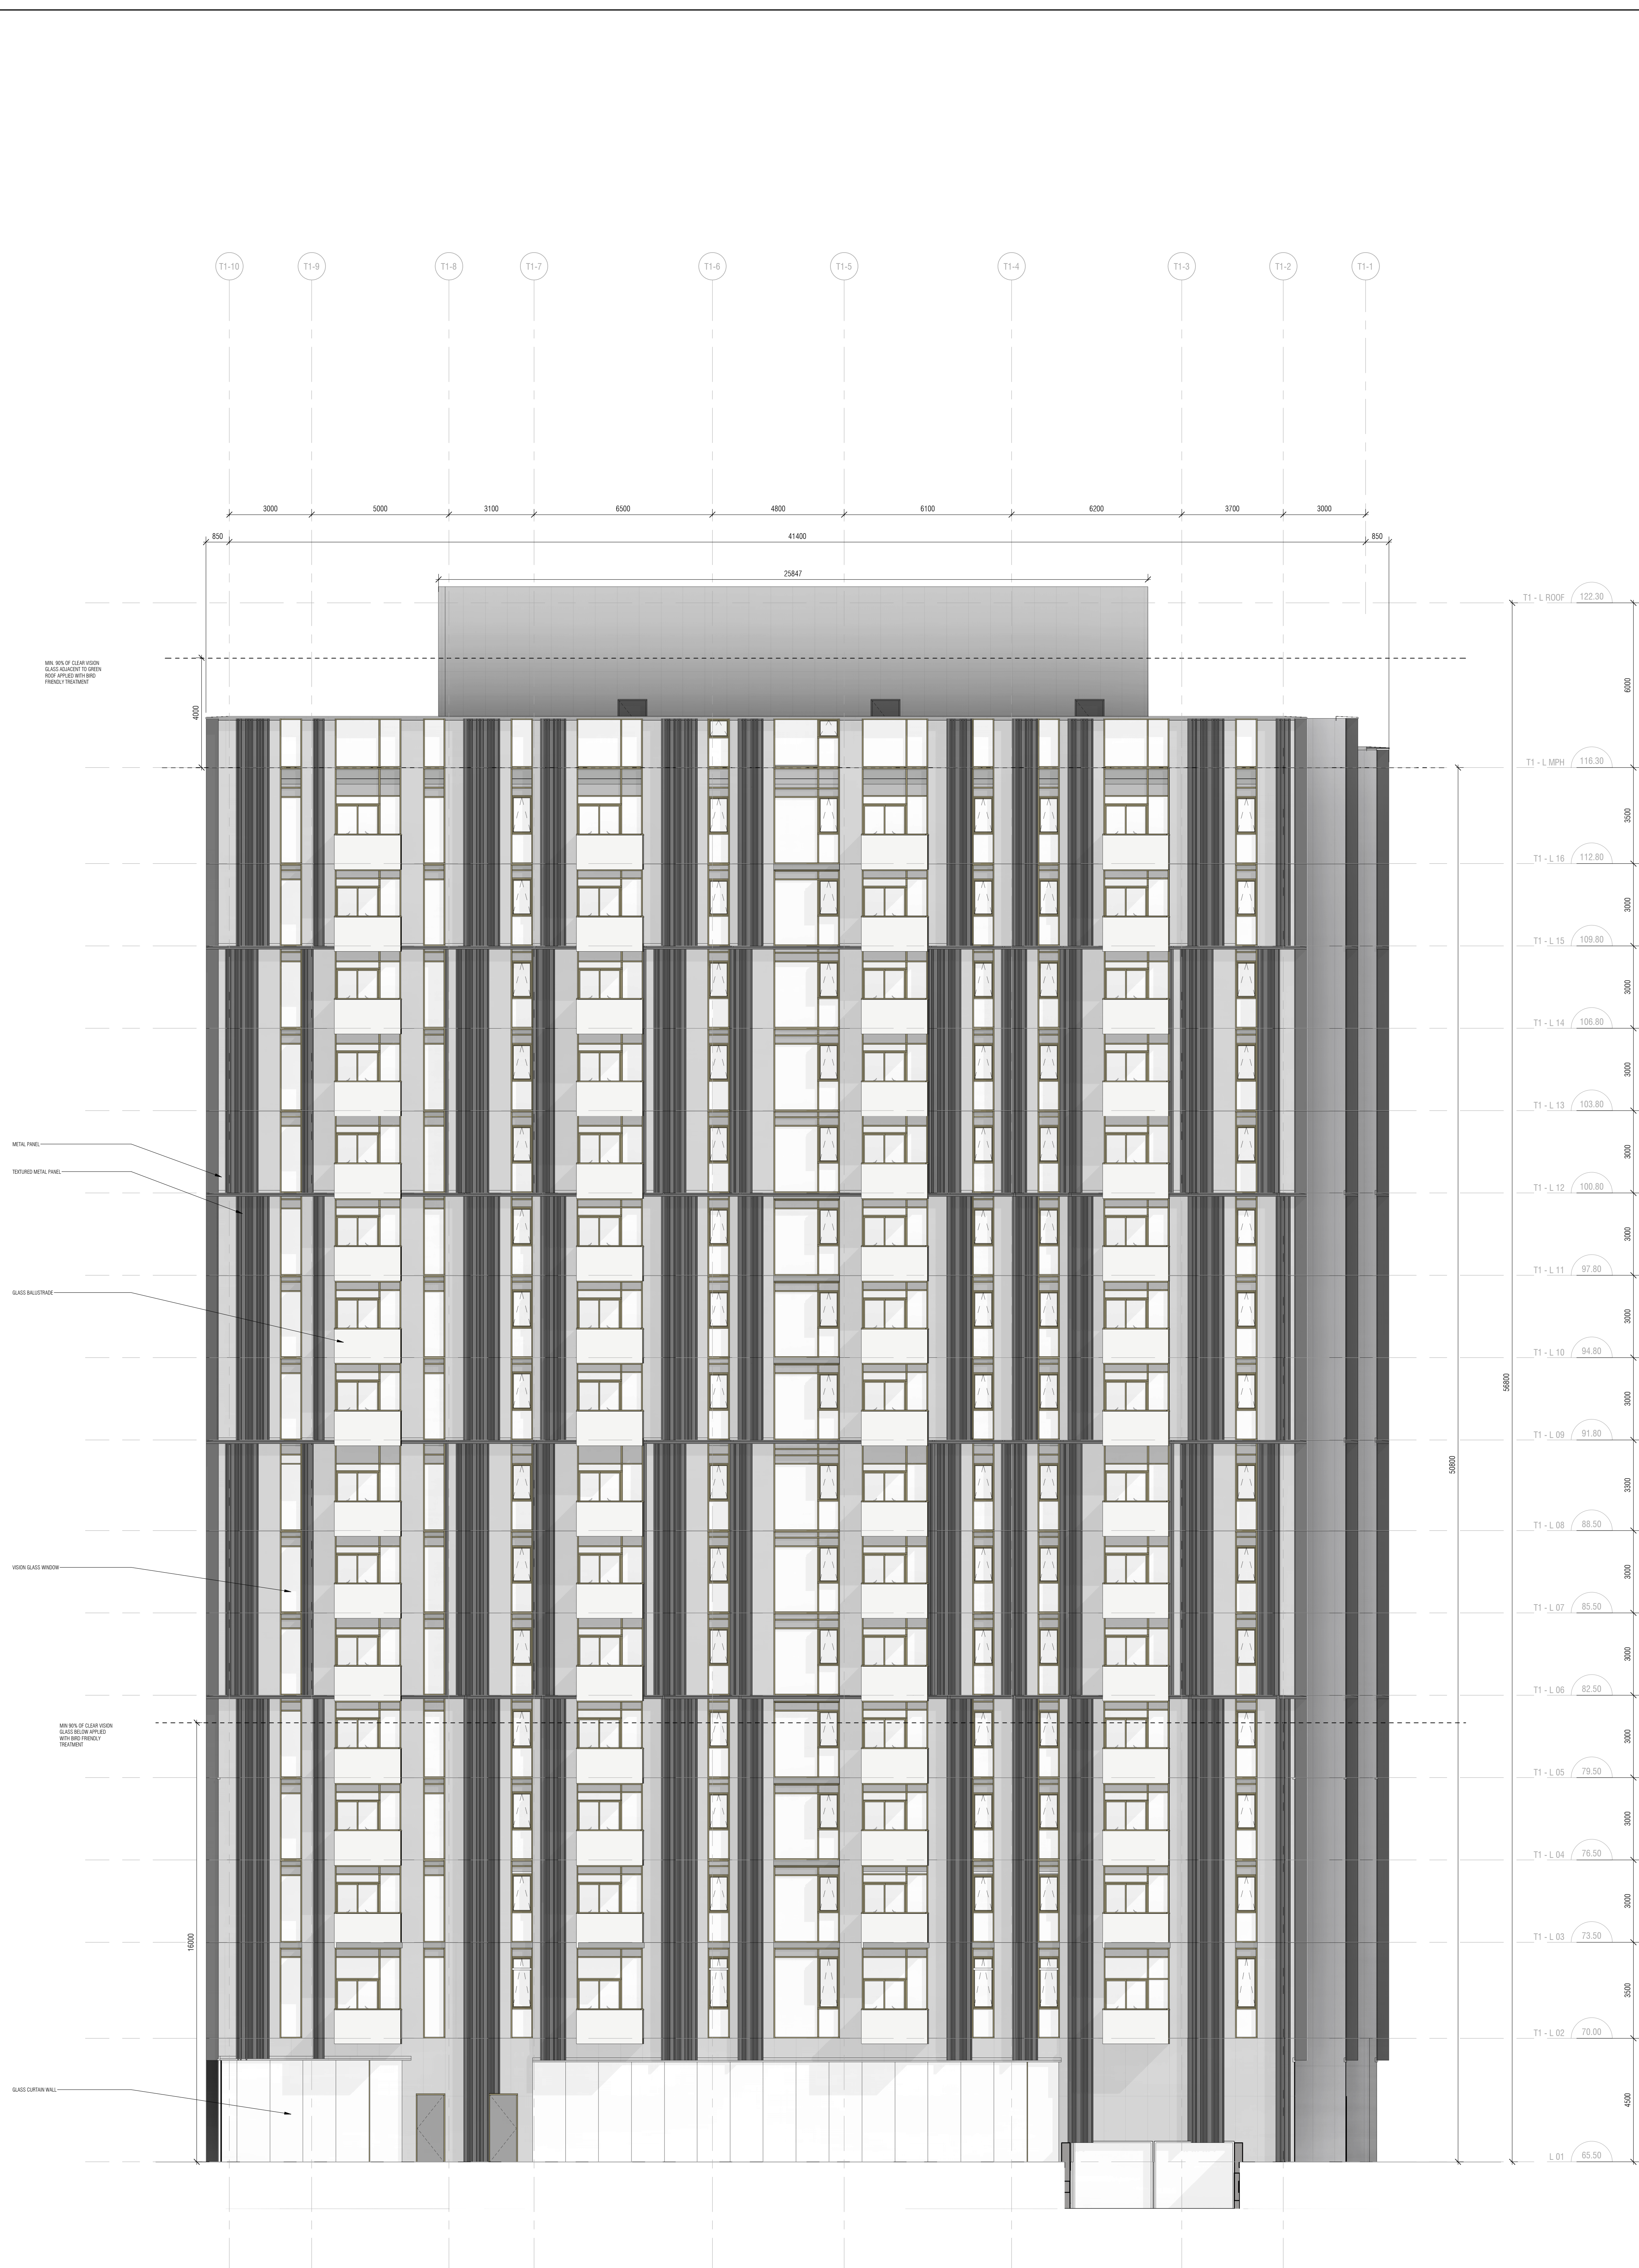 T1-10 T1-9 T1-8 T1-7 T1-6 T1-5 T1-4 T1-3 T1-2 T1-1
3000 5000 3100 6500 4800 6100 6200 3700 3000
850 41400 850
25847
T1 - L ROOF 122.30
MIN. 90% OF CLEAR VISION
GLASS ADJACENT TO GREEN
ROOF APPLIED WITH BIRD
FRIENDLY TREATMENT
4000
6000
T1 - L MPH 116.30
3500
T1 - L 16 112.80
3000
T1 - L 15 109.80
3000
T1 - L 14 106.80
3000
T1 - L 13 103.80
METAL PANEL
3000
TEXTURED METAL PANEL
T1 - L 12 100.80
3000
T1 - L 11 97.80
GLASS BALUSTRADE
3000
T1 - L 10 94.80
56800
3000
T1 - L 09 91.80
50800
3300
T1 - L 08 88.50
VISION GLASS WINDOW
3000
T1 - L 07 85.50
3000
T1 - L 06 82.50
MIN 90% OF CLEAR VISION
GLASS BELOW APPLIED
WITH BIRD FRIENDLY
TREATMENT
3000
T1 - L 05 79.50
3000
T1 - L 04 76.50
3000
16000
T1 - L 03 73.50
3500
T1 - L 02 70.00
GLASS CURTAIN WALL
4500
L 01 65.50